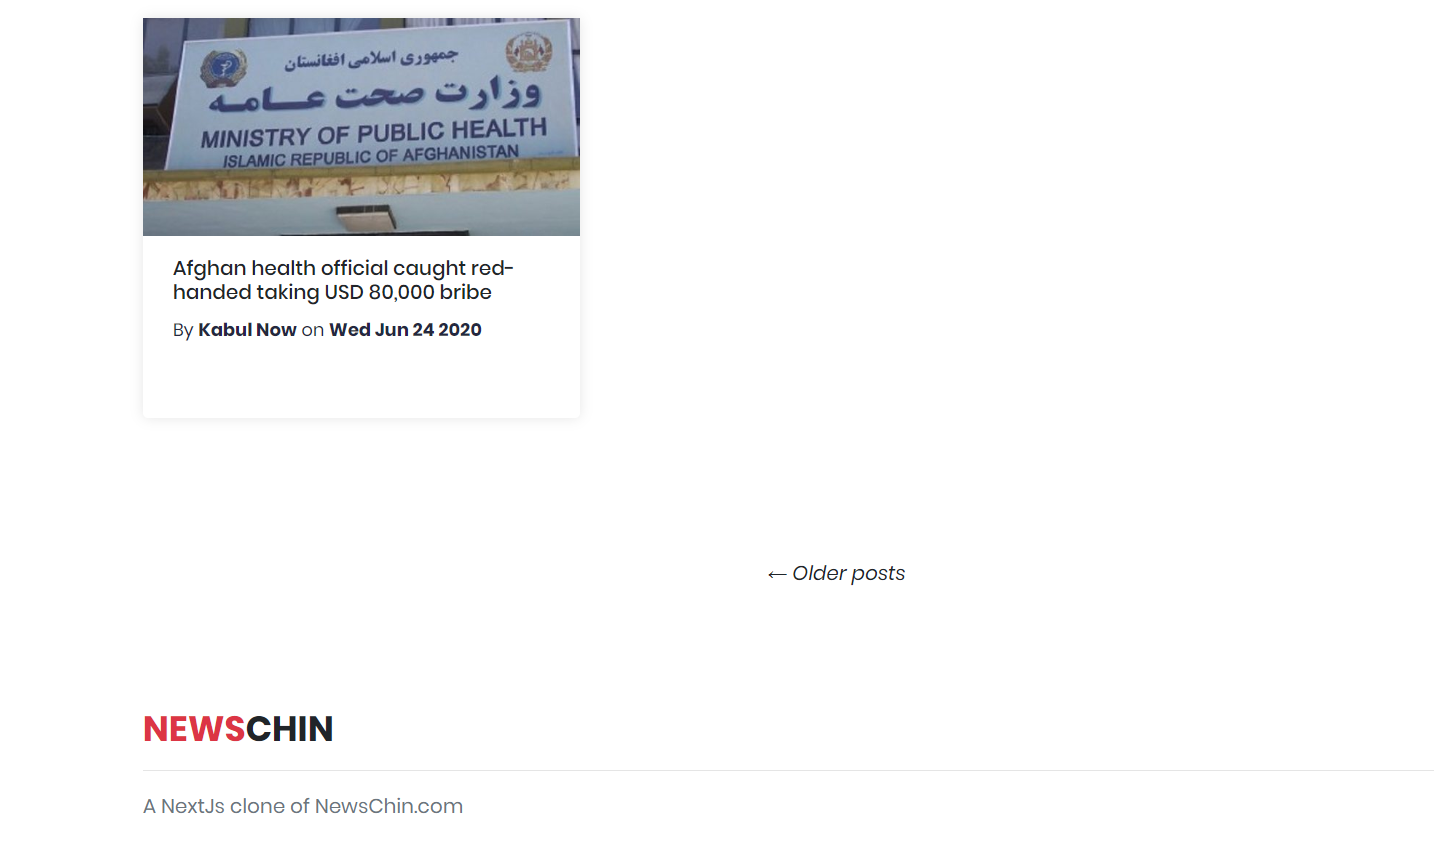 جمهوری اسلامی افغانستان
وزارت صحت عـامـه
MINISTRY OF PUBLIC HEALTH
ISLAMIC REPUBLIC OF AFGHANISTAN
Afghan health official caught red-
handed taking USD 80,000 bribe
By Kabul Now on Wed Jun 24 2020
← Older posts
NEWSCHIN
A NextJs clone of NewsChin.com